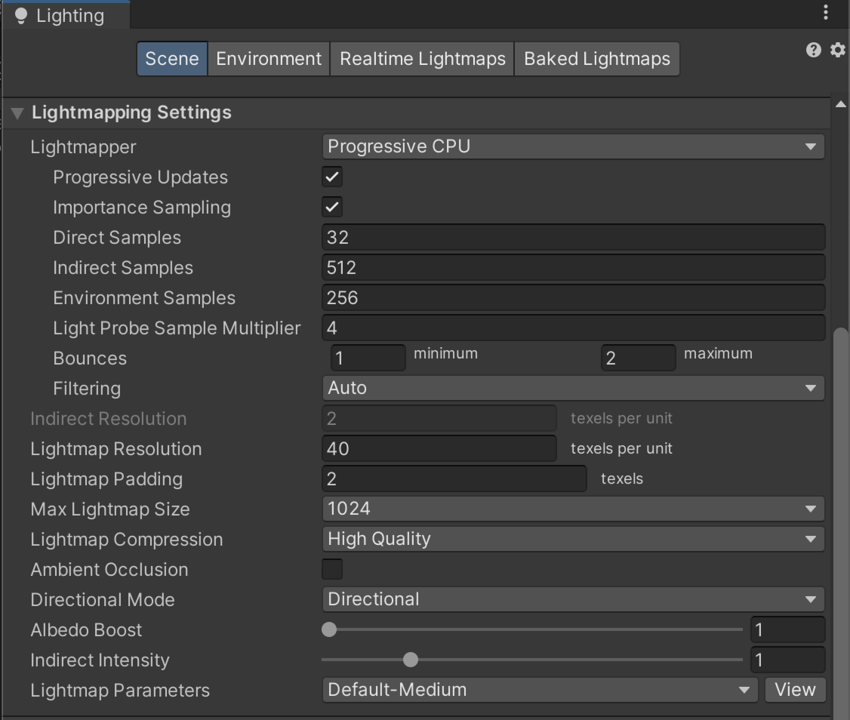 Lighting
Scene Environment Realtime Lightmaps Baked Lightmaps
Lightmapping Settings
Lightmapper Progressive CPU
Progressive Updates
Importance Sampling
Direct Samples 32
Indirect Samples 512
Environment Samples 256
Light Probe Sample Multiplier 4
Bounces 1 minimum 2 maximum
Filtering Auto
Indirect Resolution 2 texels per unit
Lightmap Resolution 40 texels per unit
Lightmap Padding 2 texels
Max Lightmap Size 1024
Lightmap Compression High Quality
Ambient Occlusion
Directional Mode Directional
Albedo Boost 1
Indirect Intensity 1
Lightmap Parameters Default-Medium View